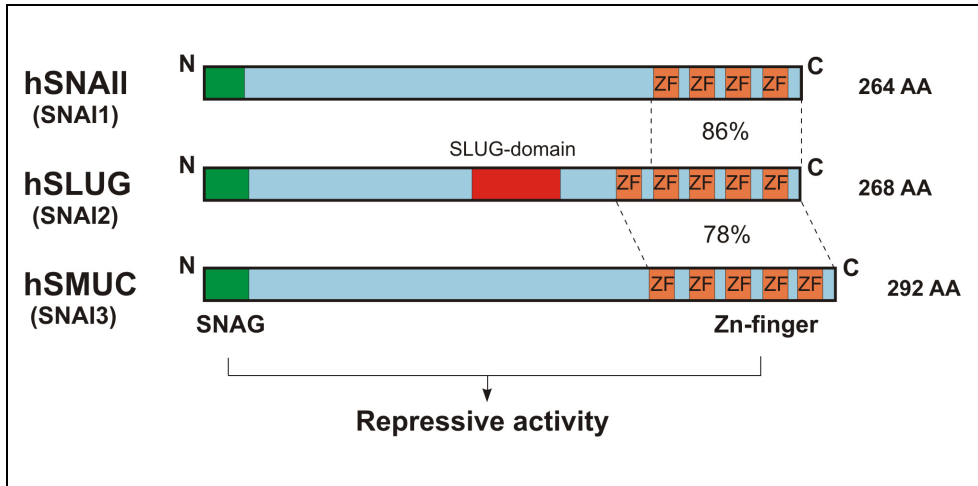 N C
hSNAII ZF ZF ZF ZF 264 AA
(SNAI1)
86%
SLUG-domain
N C
hSLUG ZF ZF ZF ZF ZF 268 AA
(SNAI2)
78%
N C
hSMUC ZF ZF ZF ZF ZF 292 AA
(SNAI3)
SNAG Zn-finger
Repressive activity